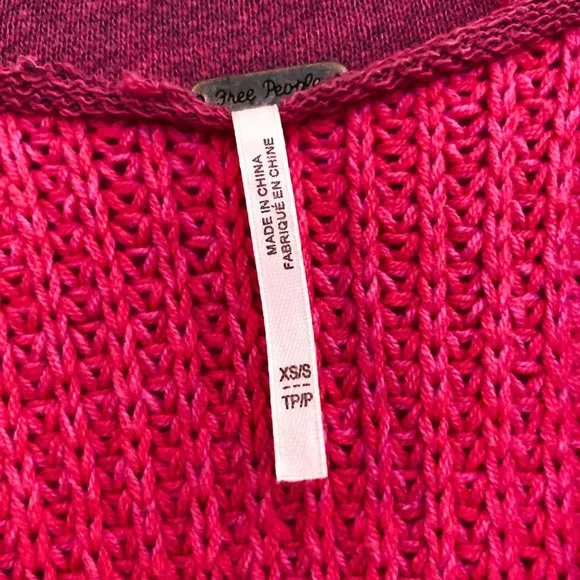 Free People
MADE IN CHINA
FABRIQUÉ EN CHINE
XS/S
TP/P